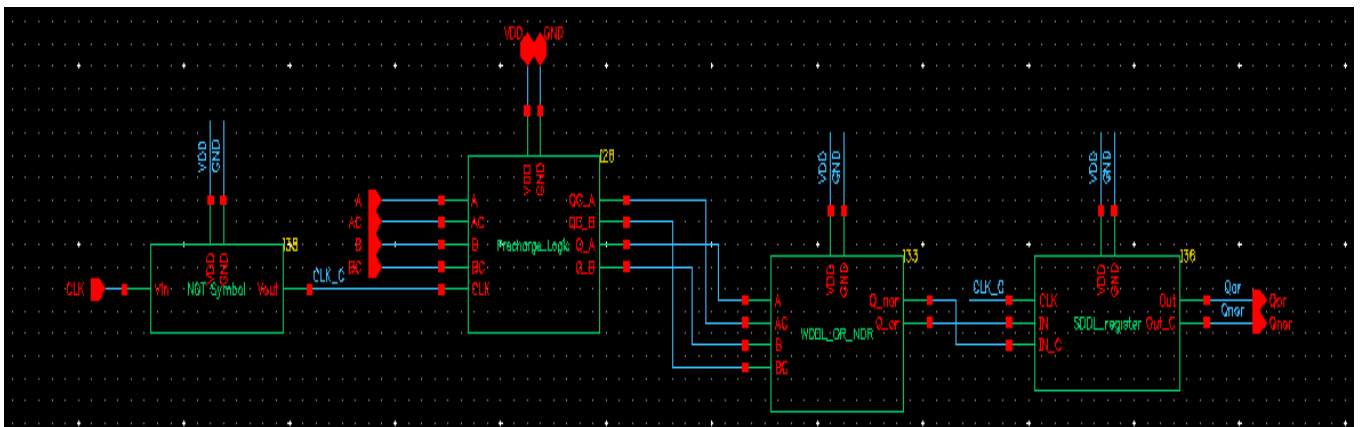 VDD GND
VDD
GND
I38
VDD
GND
CLK
Vin
NOT Symbol
Vout
CLK_C
I28
VDD
GND
A
AC
B
BC
A
AC
B
BC
CLK
Precharge_Logic
QC_A
QC_B
Q_A
Q_B
VDD
GND
I33
VDD
GND
A
AC
B
BC
WDDL_OR_NOR
Q_nor
Q_or
VDD
GND
I36
VDD
GND
CLK_C
CLK
IN
IN_C
SDDL_register
Out
Out_C
Qor
Qnor
Qor
Qnor